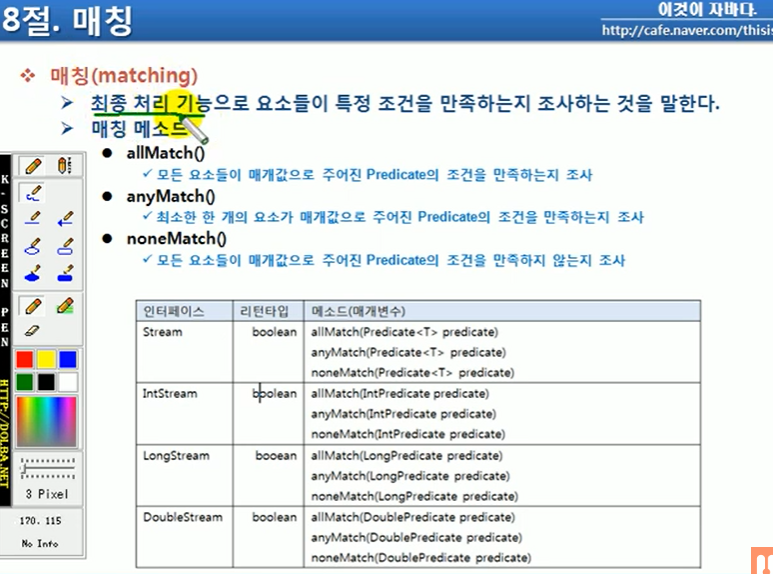 8절. 매칭
이것이 자바다.
http://cafe.naver.com/thisis
매칭(matching)
최종 처리 기능으로 요소들이 특정 조건을 만족하는지 조사하는 것을 말한다.
매칭 메소드
allMatch()
모든 요소들이 매개값으로 주어진 Predicate의 조건을 만족하는지 조사
anyMatch()
최소한 한 개의 요소가 매개값으로 주어진 Predicate의 조건을 만족하는지 조사
noneMatch()
모든 요소들이 매개값으로 주어진 Predicate의 조건을 만족하지 않는지 조사
인터페이스 리턴타입 메소드(매개변수)
Stream boolean allMatch(Predicate<T> predicate)
anyMatch(Predicate<T> predicate)
noneMatch(Predicate<T> predicate)
IntStream boolean allMatch(IntPredicate predicate)
anyMatch(IntPredicate predicate)
noneMatch(IntPredicate predicate)
LongStream booean allMatch(LongPredicate predicate)
anyMatch(LongPredicate predicate)
noneMatch(LongPredicate predicate)
DoubleStream boolean allMatch(DoublePredicate predicate)
anyMatch(DoublePredicate predicate)
noneMatch(DoublePredicate predicate)
K-SCREEN PEN
HTTP://DOLBA.NET
3 Pixel
170, 115
No Info